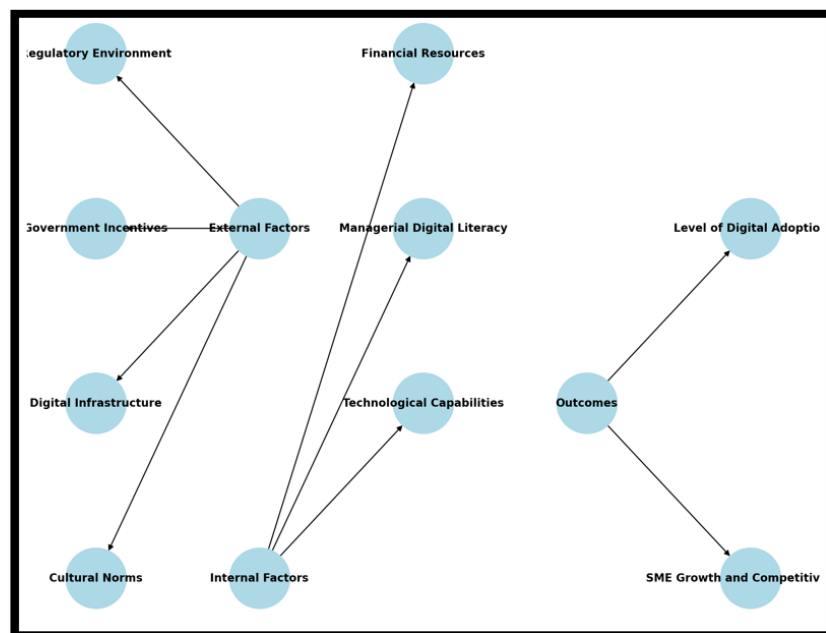 egulatory Environment
Financial Resources
Government Incentives
External Factors
Managerial Digital Literacy
Level of Digital Adoptio
Digital Infrastructure
Technological Capabilities
Outcomes
Cultural Norms
Internal Factors
SME Growth and Competitiv